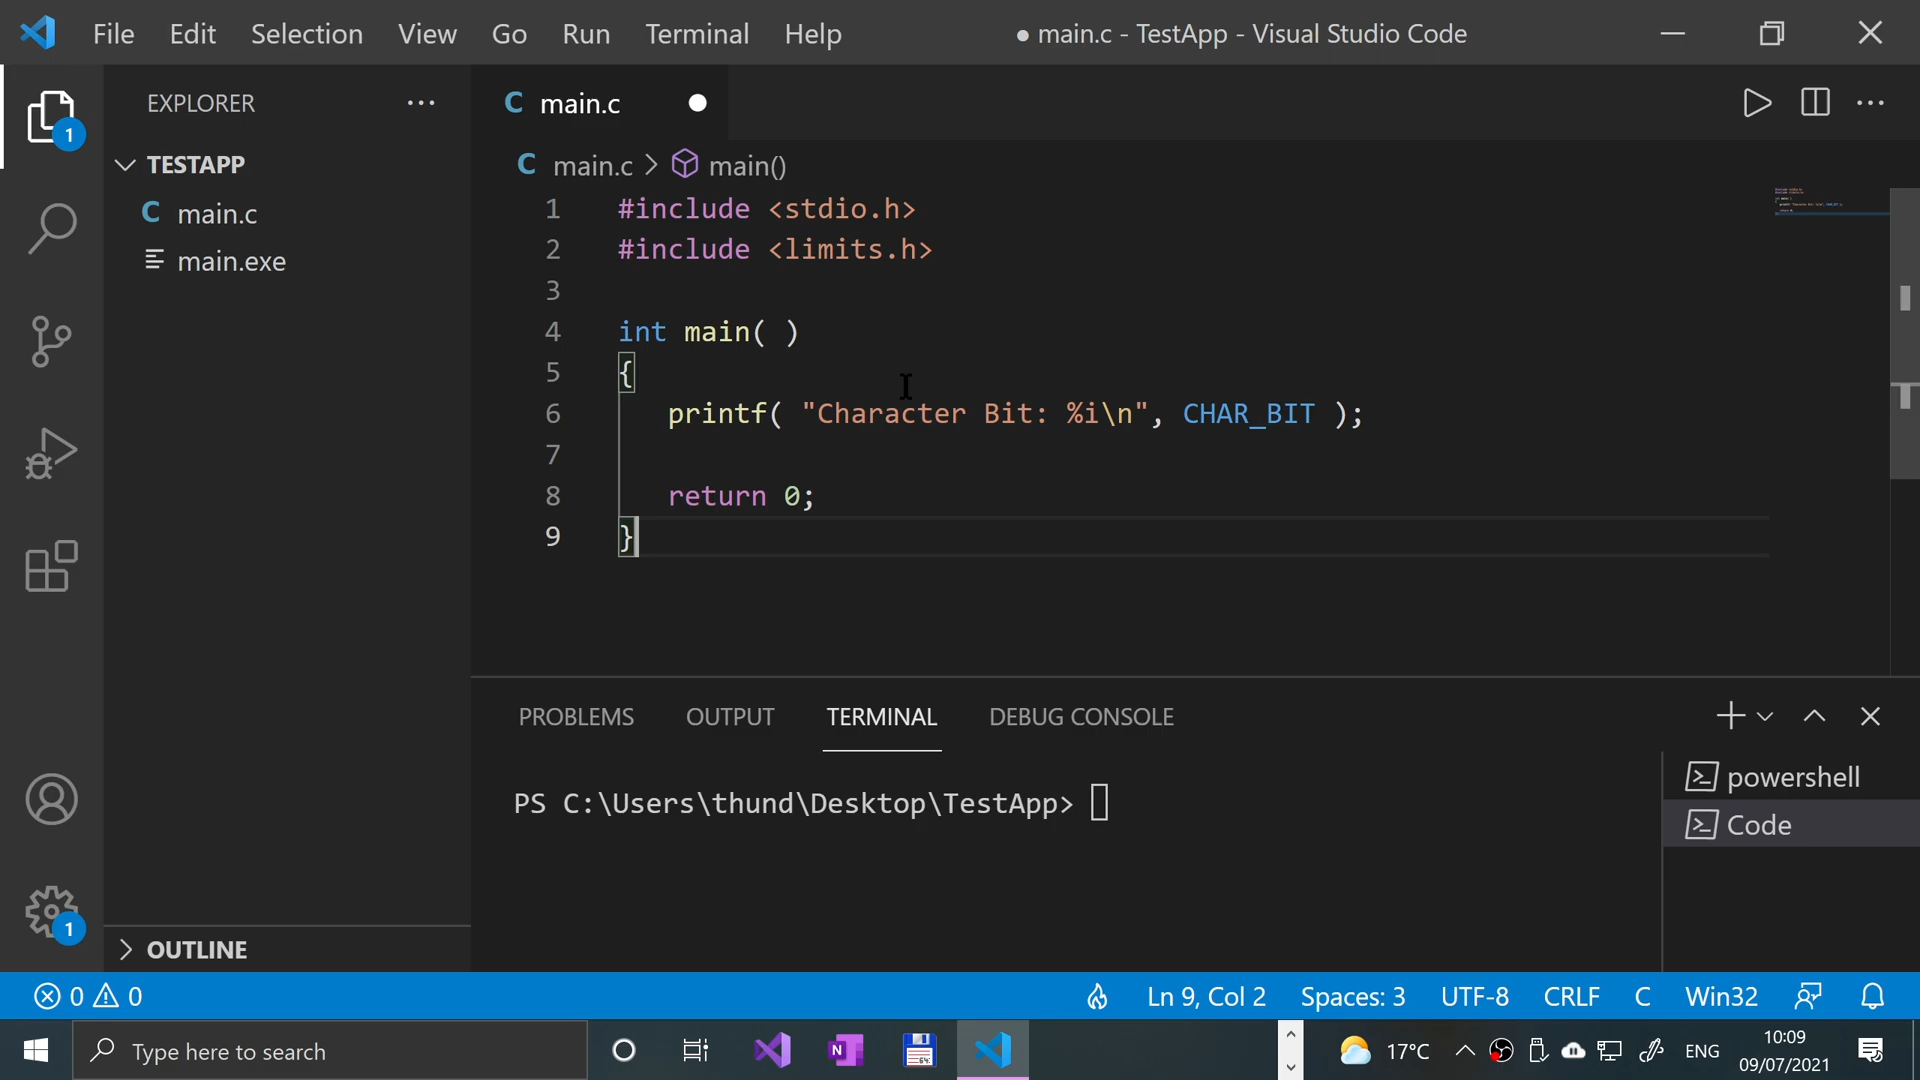 File Edit Selection View Go Run Terminal Help ● main.c - TestApp - Visual Studio Code
EXPLORER
C main.c
TESTAPP
C main.c > main()
C main.c
main.exe
1 #include <stdio.h>
2 #include <limits.h>
3
4 int main( )
5 {
6 printf( "Character Bit: %i\n", CHAR_BIT );
7
8 return 0;
9 }
1
PROBLEMS OUTPUT TERMINAL DEBUG CONSOLE
PS C:\Users\thund\Desktop\TestApp>
powershell
Code
1
OUTLINE
0 0 Ln 9, Col 2 Spaces: 3 UTF-8 CRLF C Win32
Type here to search
N
64
17°C ENG 10:09
09/07/2021